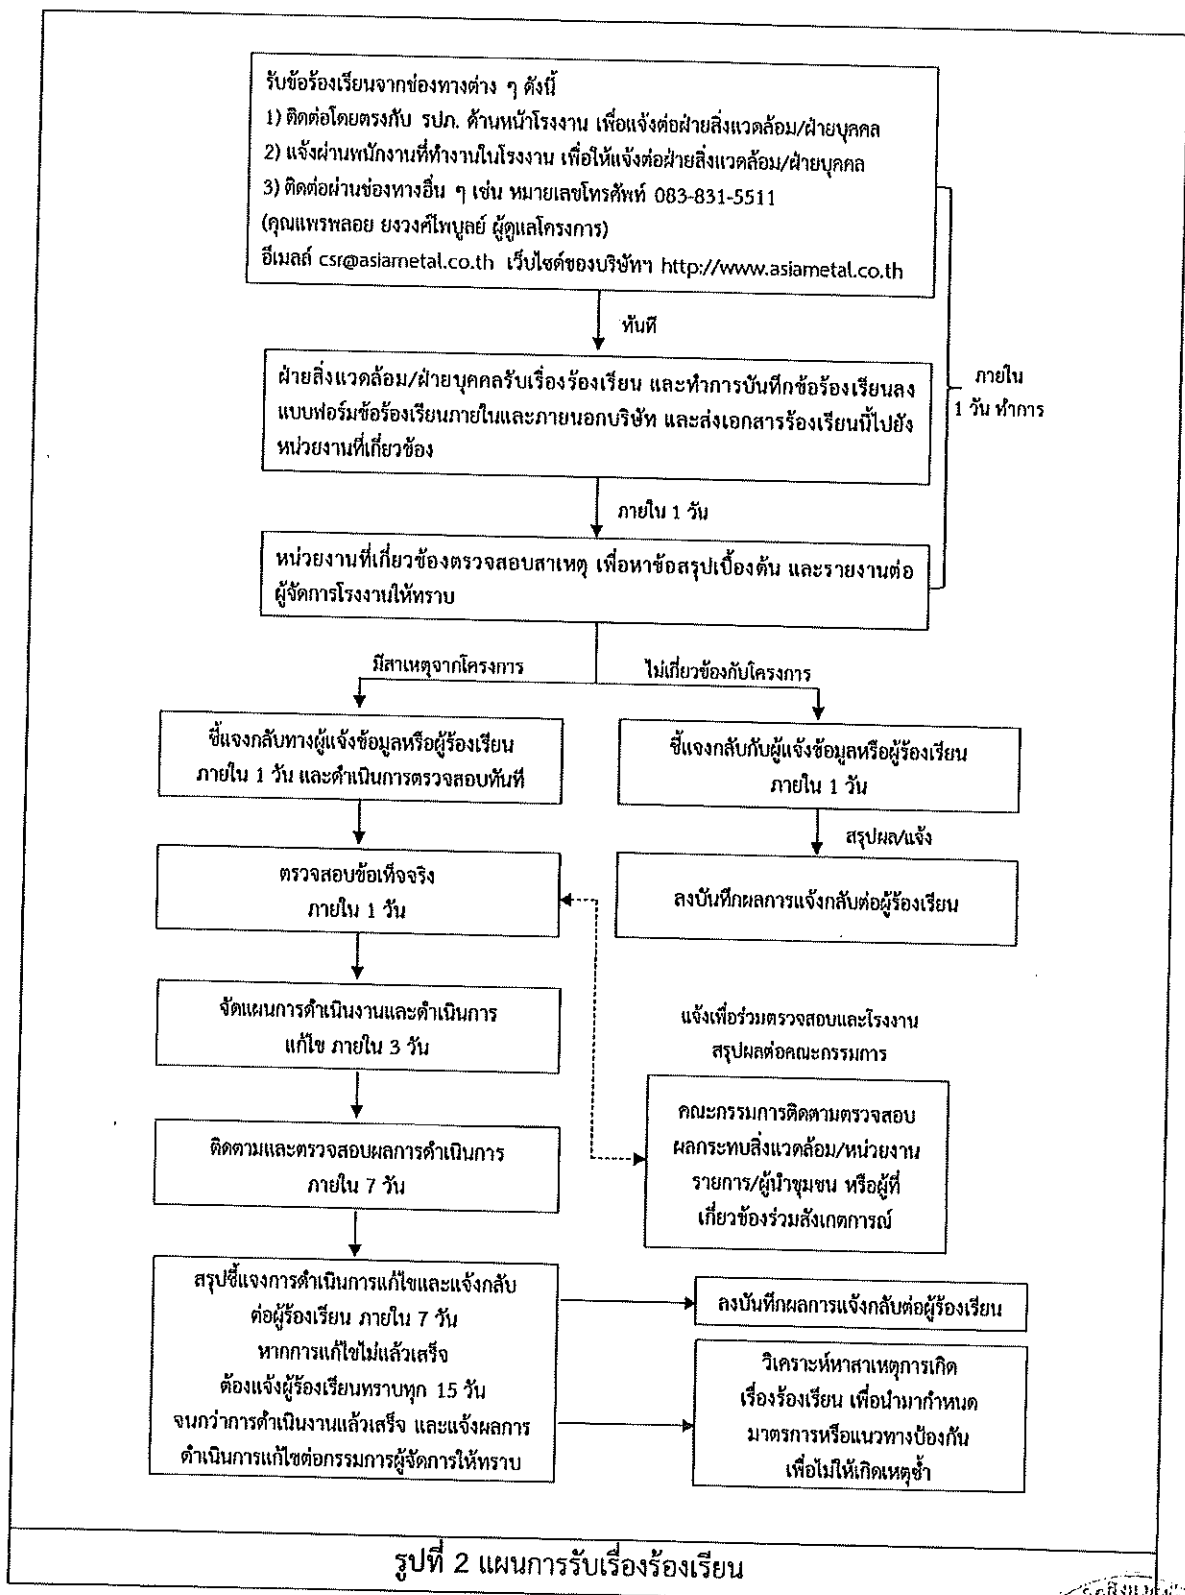 รับข้อร้องเรียนจากช่องทางต่าง ๆ ดังนี้
1) ติดต่อโดยตรงกับ รปภ. ด้านหน้าโรงงาน เพื่อแจ้งต่อฝ่ายสิ่งแวดล้อม/ฝ่ายบุคคล
2) แจ้งผ่านพนักงานที่ทำงานในโรงงาน เพื่อให้แจ้งต่อฝ่ายสิ่งแวดล้อม/ฝ่ายบุคคล
3) ติดต่อผ่านช่องทางอื่น ๆ เช่น หมายเลขโทรศัพท์ 083-831-5511
(คุณแพรพลอย ยงวงศ์ไพบูลย์ ผู้ดูแลโครงการ)
อีเมลล์ csr@asiametal.co.th เว็บไซต์ของบริษัทฯ http://www.asiametal.co.th
ทันที
ฝ่ายสิ่งแวดล้อม/ฝ่ายบุคคลรับเรื่องร้องเรียน และทำการบันทึกข้อร้องเรียนลง
แบบฟอร์มข้อร้องเรียนภายในและภายนอกบริษัท และส่งเอกสารร้องเรียนนี้ไปยัง
หน่วยงานที่เกี่ยวข้อง
ภายใน
1 วัน ทำการ
ภายใน 1 วัน
หน่วยงานที่เกี่ยวข้องตรวจสอบสาเหตุ เพื่อหาข้อสรุปเบื้องต้น และรายงานต่อ
ผู้จัดการโรงงานให้ทราบ
มีสาเหตุจากโครงการ
ไม่เกี่ยวข้องกับโครงการ
ชี้แจงกลับทางผู้แจ้งข้อมูลหรือผู้ร้องเรียน
ภายใน 1 วัน และดำเนินการตรวจสอบทันที
ชี้แจงกลับกับผู้แจ้งข้อมูลหรือผู้ร้องเรียน
ภายใน 1 วัน
สรุปผล/แจ้ง
ตรวจสอบข้อเท็จจริง
ภายใน 1 วัน
ลงบันทึกผลการแจ้งกลับต่อผู้ร้องเรียน
จัดแผนการดำเนินงานและดำเนินการ
แก้ไข ภายใน 3 วัน
แจ้งเพื่อร่วมตรวจสอบและโรงงาน
สรุปผลต่อคณะกรรมการ
คณะกรรมการติดตามตรวจสอบ
ผลกระทบสิ่งแวดล้อม/หน่วยงาน
รายการ/ผู้นำชุมชน หรือผู้ที่
เกี่ยวข้องร่วมสังเกตการณ์
ติดตามและตรวจสอบผลการดำเนินการ
ภายใน 7 วัน
สรุปชี้แจงการดำเนินการแก้ไขและแจ้งกลับ
ต่อผู้ร้องเรียน ภายใน 7 วัน
หากการแก้ไขไม่แล้วเสร็จ
ต้องแจ้งผู้ร้องเรียนทราบทุก 15 วัน
จนกว่าการดำเนินงานแล้วเสร็จ และแจ้งผลการ
ดำเนินการแก้ไขต่อกรรมการผู้จัดการให้ทราบ
ลงบันทึกผลการแจ้งกลับต่อผู้ร้องเรียน
วิเคราะห์หาสาเหตุการเกิด
เรื่องร้องเรียน เพื่อนำมากำหนด
มาตรการหรือแนวทางป้องกัน
เพื่อไม่ให้เกิดเหตุซ้ำ
รูปที่ 2 แผนการรับเรื่องร้องเรียน